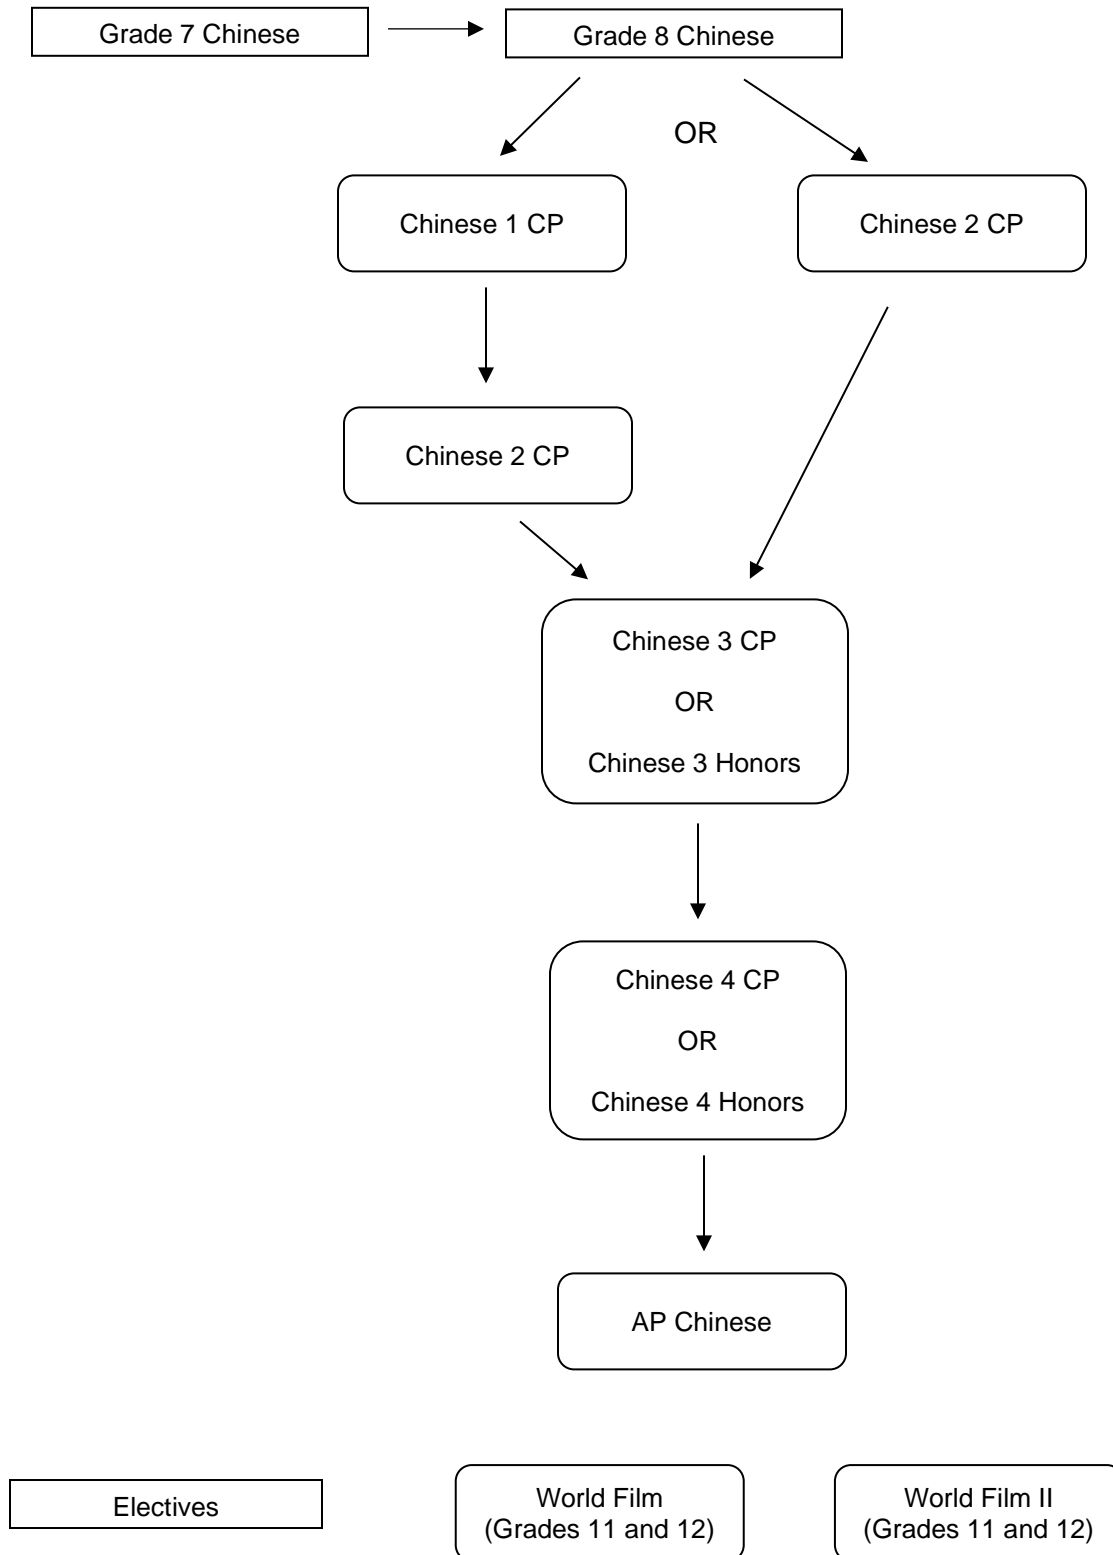 Grade 7 Chinese
Grade 8 Chinese
OR
Chinese 1 CP
Chinese 2 CP
Chinese 2 CP
Chinese 3 CP
OR
Chinese 3 Honors
Chinese 4 CP
OR
Chinese 4 Honors
AP Chinese
Electives
World Film
(Grades 11 and 12)
World Film II
(Grades 11 and 12)